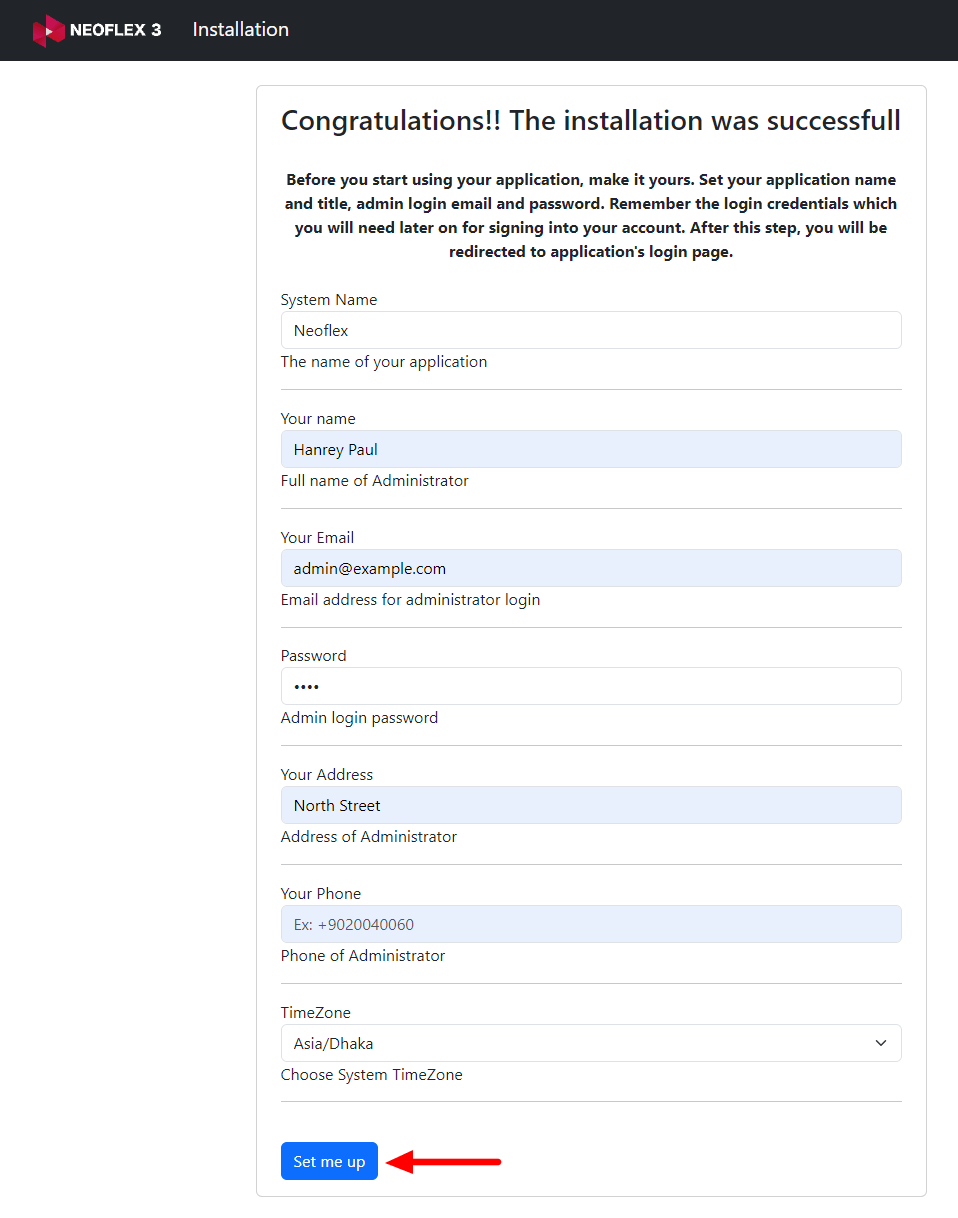 NEOFLEX 3 Installation
Congratulations!! The installation was successfull
Before you start using your application, make it yours. Set your application name
and title, admin login email and password. Remember the login credentials which
you will need later on for signing into your account. After this step, you will be
redirected to application's login page.
System Name
Neoflex
The name of your application
Your name
Hanrey Paul
Full name of Administrator
Your Email
admin@example.com
Email address for administrator login
Password
••••
Admin login password
Your Address
North Street
Address of Administrator
Your Phone
Ex: +9020040060
Phone of Administrator
TimeZone
Asia/Dhaka
Choose System TimeZone
Set me up